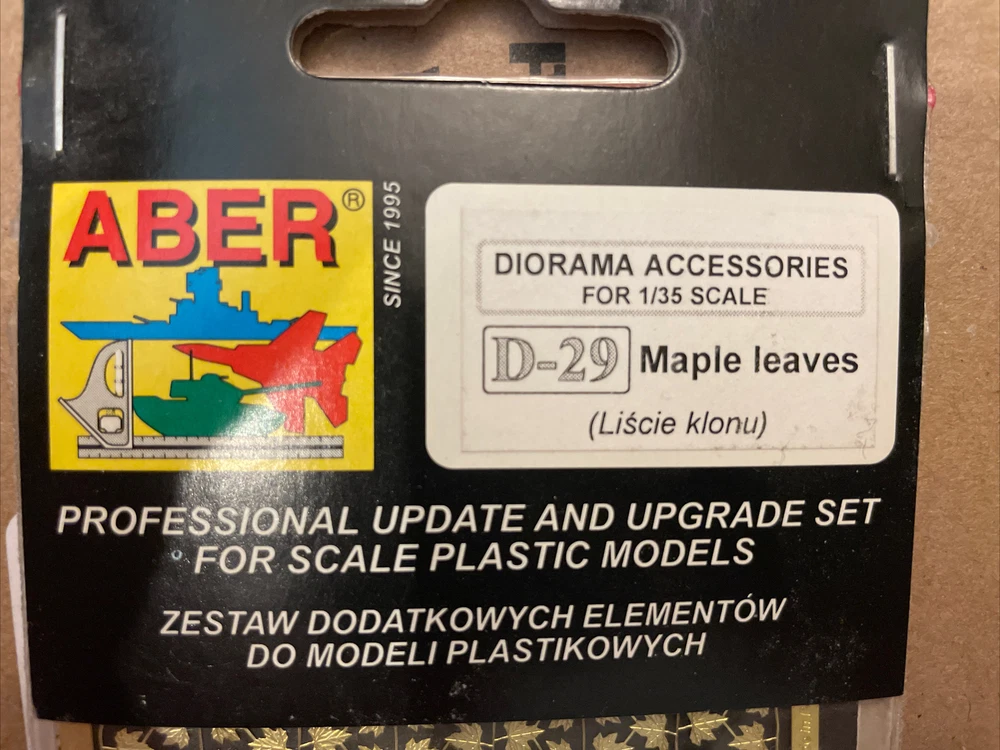 ABER®
SINCE 1995
DIORAMA ACCESSORIES
FOR 1/35 SCALE
D-29 Maple leaves
(Liście klonu)
PROFESSIONAL UPDATE AND UPGRADE SET
FOR SCALE PLASTIC MODELS
ZESTAW DODATKOWYCH ELEMENTÓW
DO MODELI PLASTIKOWYCH